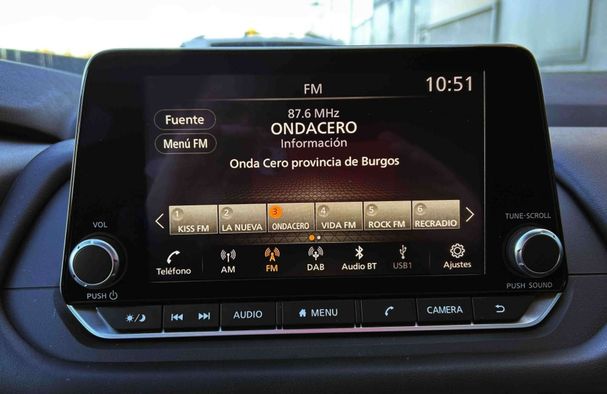 FM
10:51
Fuente
87.6 MHz
ONDACERO
Menú FM
Información
Onda Cero provincia de Burgos
1 KISS FM
2 LA NUEVA
3 ONDACERO
4 VIDA FM
5 ROCK FM
6 RECRADIO
VOL
TUNE·SCROLL
Teléfono
AM
FM
DAB
Audio BT
USB1
Ajustes
PUSH
PUSH SOUND
AUDIO
MENU
CAMERA